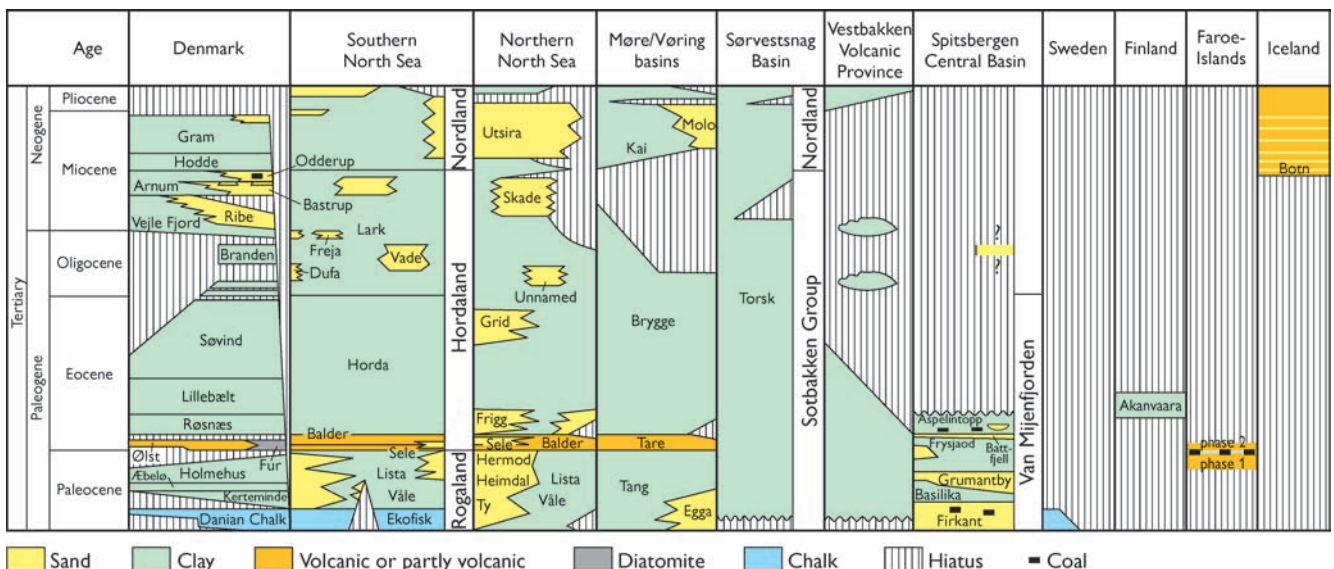 Age
Denmark
Southern
North Sea
Northern
North Sea
Møre/Vøring
basins
Sørvestsnag
Basin
Vestbakken
Volcanic
Province
Spitsbergen
Central Basin
Sweden
Finland
Faroe-
Islands
Iceland
Tertiary
Neogene
Paleogene
Pliocene
Miocene
Oligocene
Eocene
Paleocene
Gram
Hodde
Odderup
Arnum
Bastrup
Ribe
Vejle Fjord
Branden
Søvind
Lillebælt
Røsnæs
Ølst
Fur
Æbelø
Holmehus
Kerteminde
Danian Chalk
Lark
Freja
Vade
Dufa
Horda
Balder
Sele
Lista
Våle
Ekofisk
Nordland
Hordaland
Rogaland
Utsira
Skade
Unnamed
Grid
Frigg
Sele
Balder
Hermod
Heimdal
Lista
Ty
Våle
Molo
Kai
Brygge
Tare
Tang
Egga
Torsk
Nordland
Sotbakken Group
?
?
Aspelintopp
Frysjaod
Batt-
fjell
Grumantby
Basilika
Firkant
Van Mijenfjorden
Akanvaara
phase 2
phase 1
Botn
Sand
Clay
Volcanic or partly volcanic
Diatomite
Chalk
Hiatus
Coal